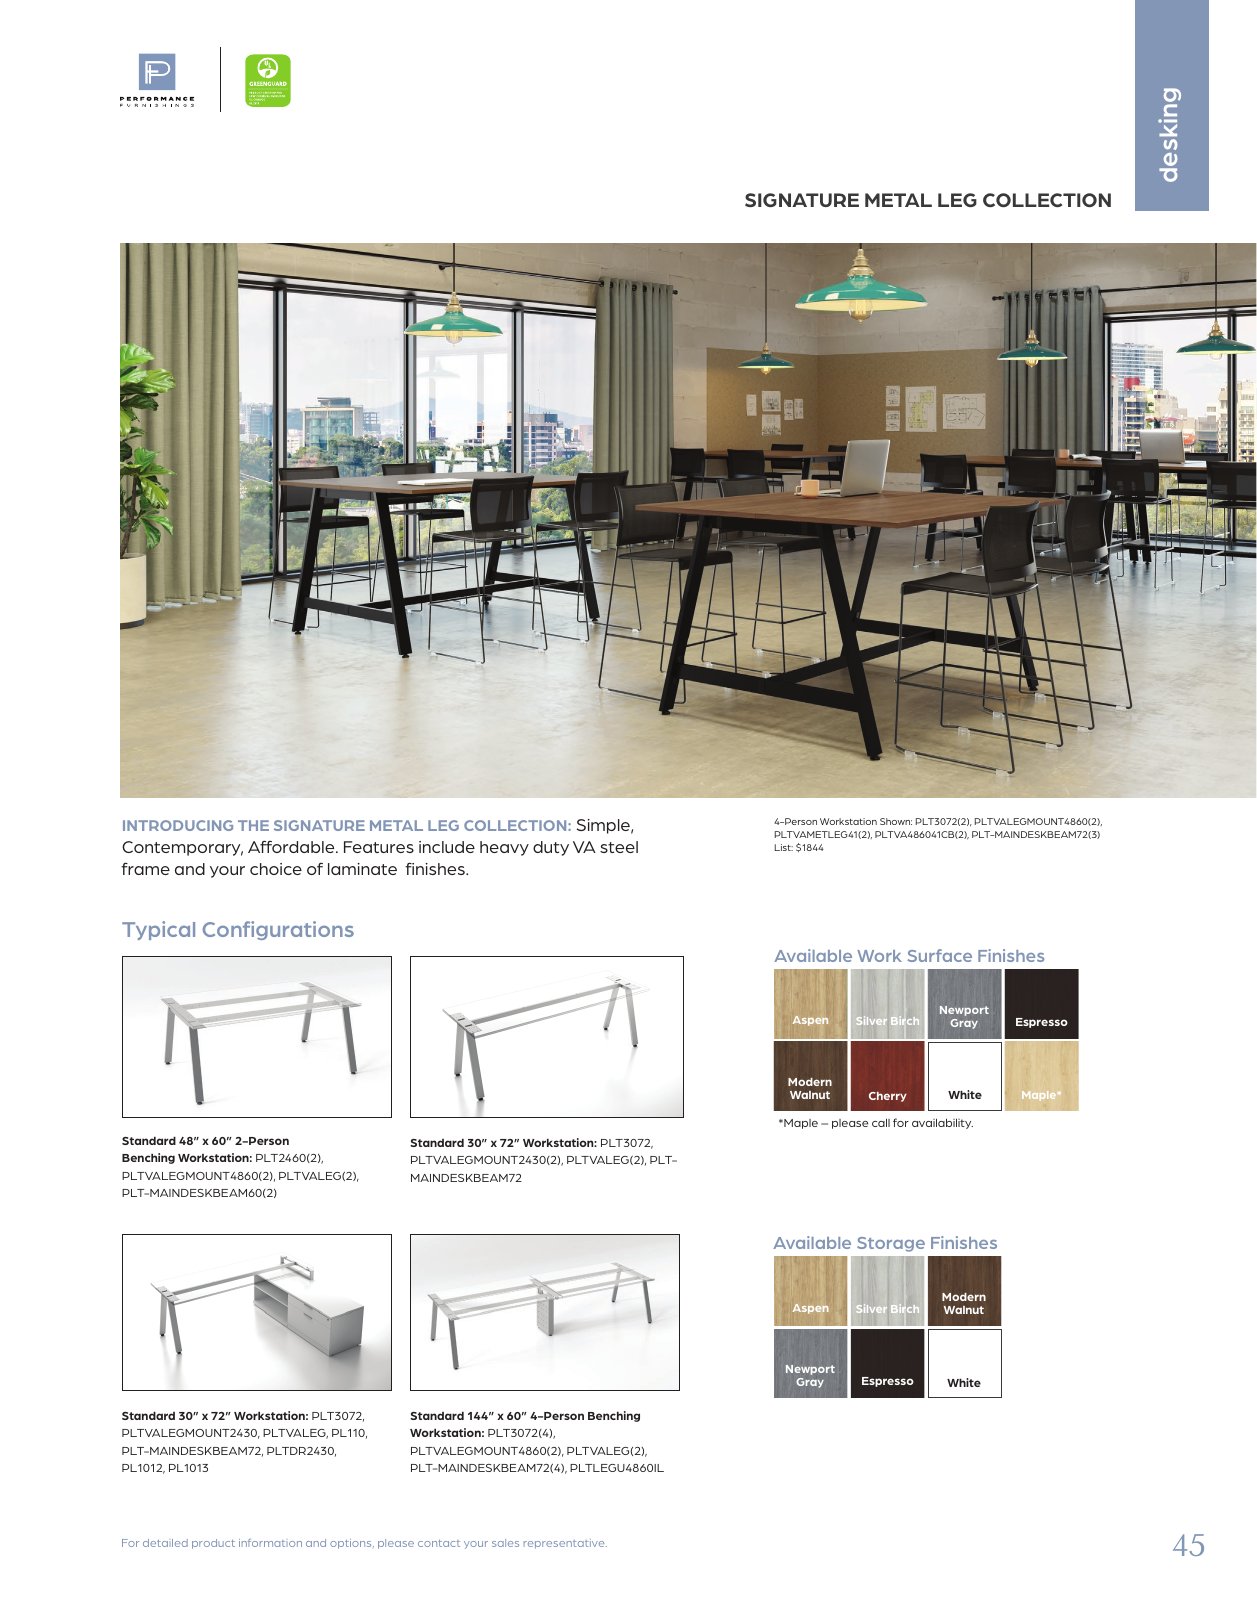 PERFORMANCE
FURNISHINGS
GREENGUARD
desking
SIGNATURE METAL LEG COLLECTION
INTRODUCING THE SIGNATURE METAL LEG COLLECTION: Simple,
Contemporary, Affordable. Features include heavy duty VA steel
frame and your choice of laminate finishes.
4-Person Workstation Shown: PLT3072(2), PLTVALEGMOUNT4860(2),
PLTVAMETLEG41(2), PLTVA486041CB(2), PLT-MAINDESKBEAM72(3)
List: $1844
Typical Configurations
Standard 48” x 60” 2-Person
Benching Workstation: PLT2460(2),
PLTVALEGMOUNT4860(2), PLTVALEG(2),
PLT-MAINDESKBEAM60(2)
Standard 30” x 72” Workstation: PLT3072,
PLTVALEGMOUNT2430(2), PLTVALEG(2), PLT-
MAINDESKBEAM72
Standard 30” x 72” Workstation: PLT3072,
PLTVALEGMOUNT2430, PLTVALEG, PL110,
PLT-MAINDESKBEAM72, PLTDR2430,
PL1012, PL1013
Standard 144” x 60” 4-Person Benching
Workstation: PLT3072(4),
PLTVALEGMOUNT4860(2), PLTVALEG(2),
PLT-MAINDESKBEAM72(4), PLTLEGU4860IL
Available Work Surface Finishes
Aspen
Silver Birch
Newport
Gray
Espresso
Modern
Walnut
Cherry
White
Maple*
*Maple – please call for availability.
Available Storage Finishes
Aspen
Silver Birch
Modern
Walnut
Newport
Gray
Espresso
White
For detailed product information and options, please contact your sales representative.
45